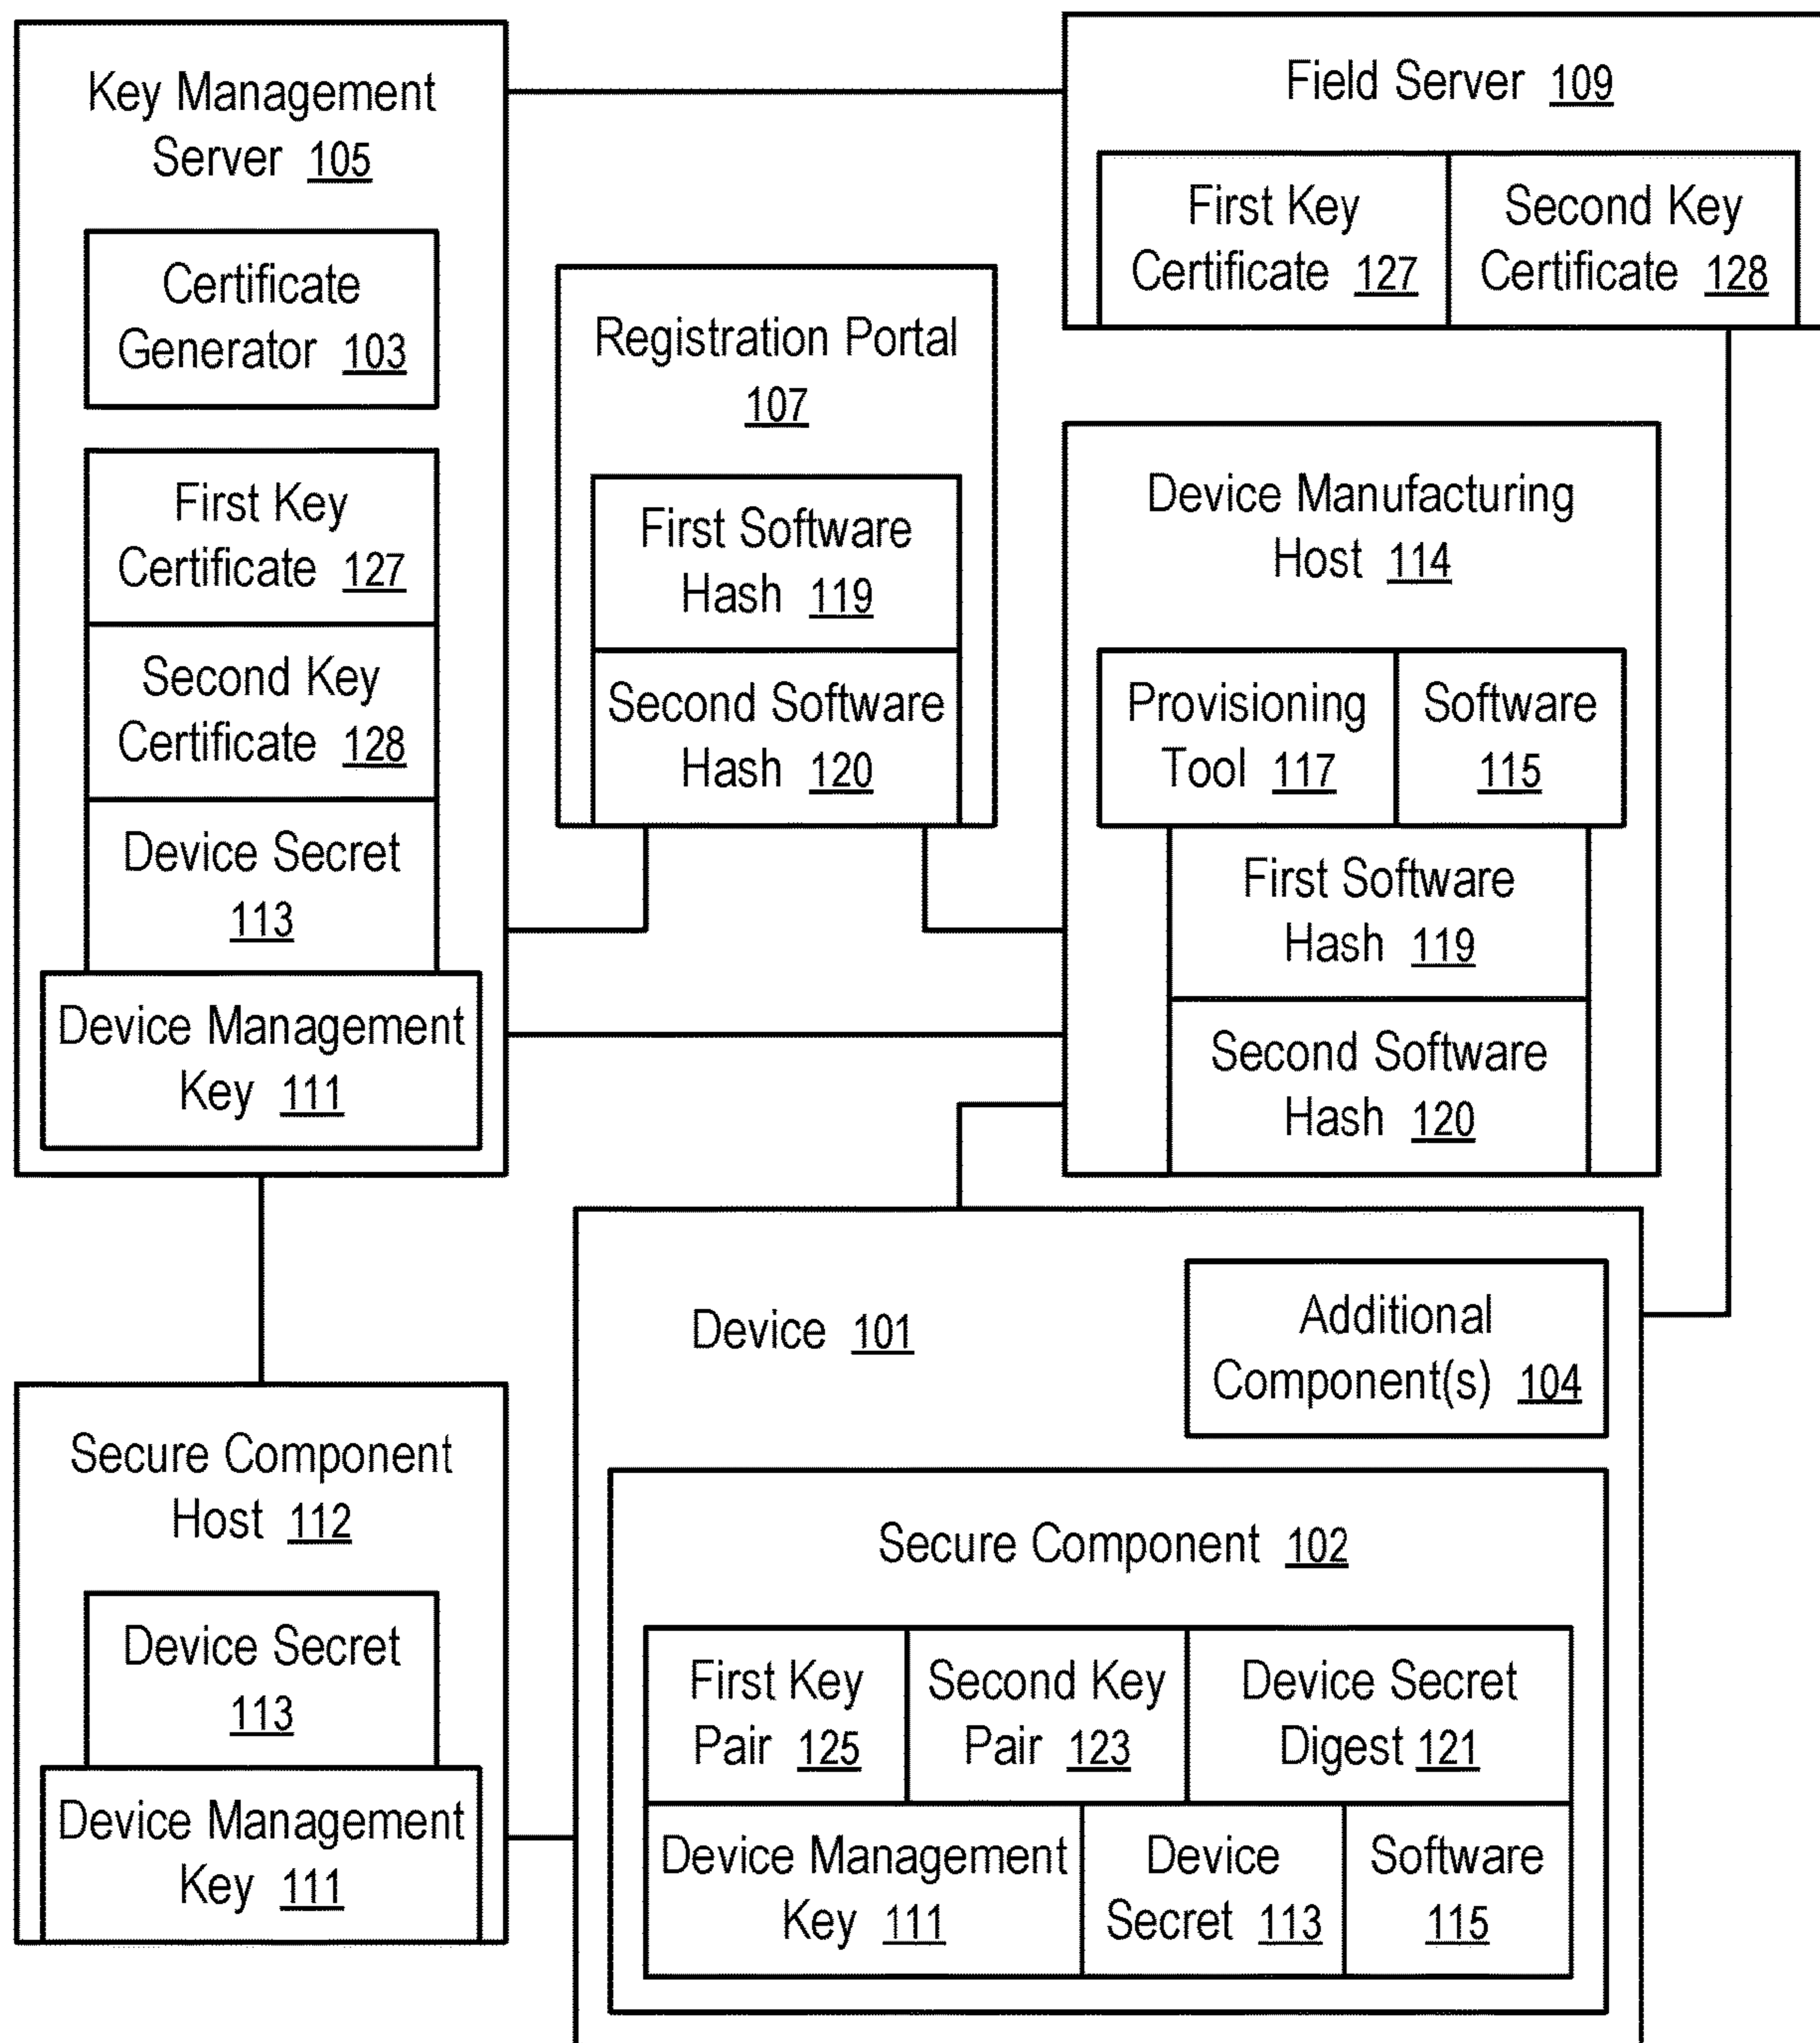 Key Management
Server 105
Certificate
Generator 103
First Key
Certificate 127
Second Key
Certificate 128
Device Secret
113
Device Management
Key 111
Field Server 109
First Key
Certificate 127
Second Key
Certificate 128
Registration Portal
107
First Software
Hash 119
Second Software
Hash 120
Device Manufacturing
Host 114
Provisioning
Tool 117
Software
115
First Software
Hash 119
Second Software
Hash 120
Secure Component
Host 112
Device Secret
113
Device Management
Key 111
Device 101
Additional
Component(s) 104
Secure Component 102
First Key
Pair 125
Second Key
Pair 123
Device Secret
Digest 121
Device Management
Key 111
Device
Secret 113
Software
115